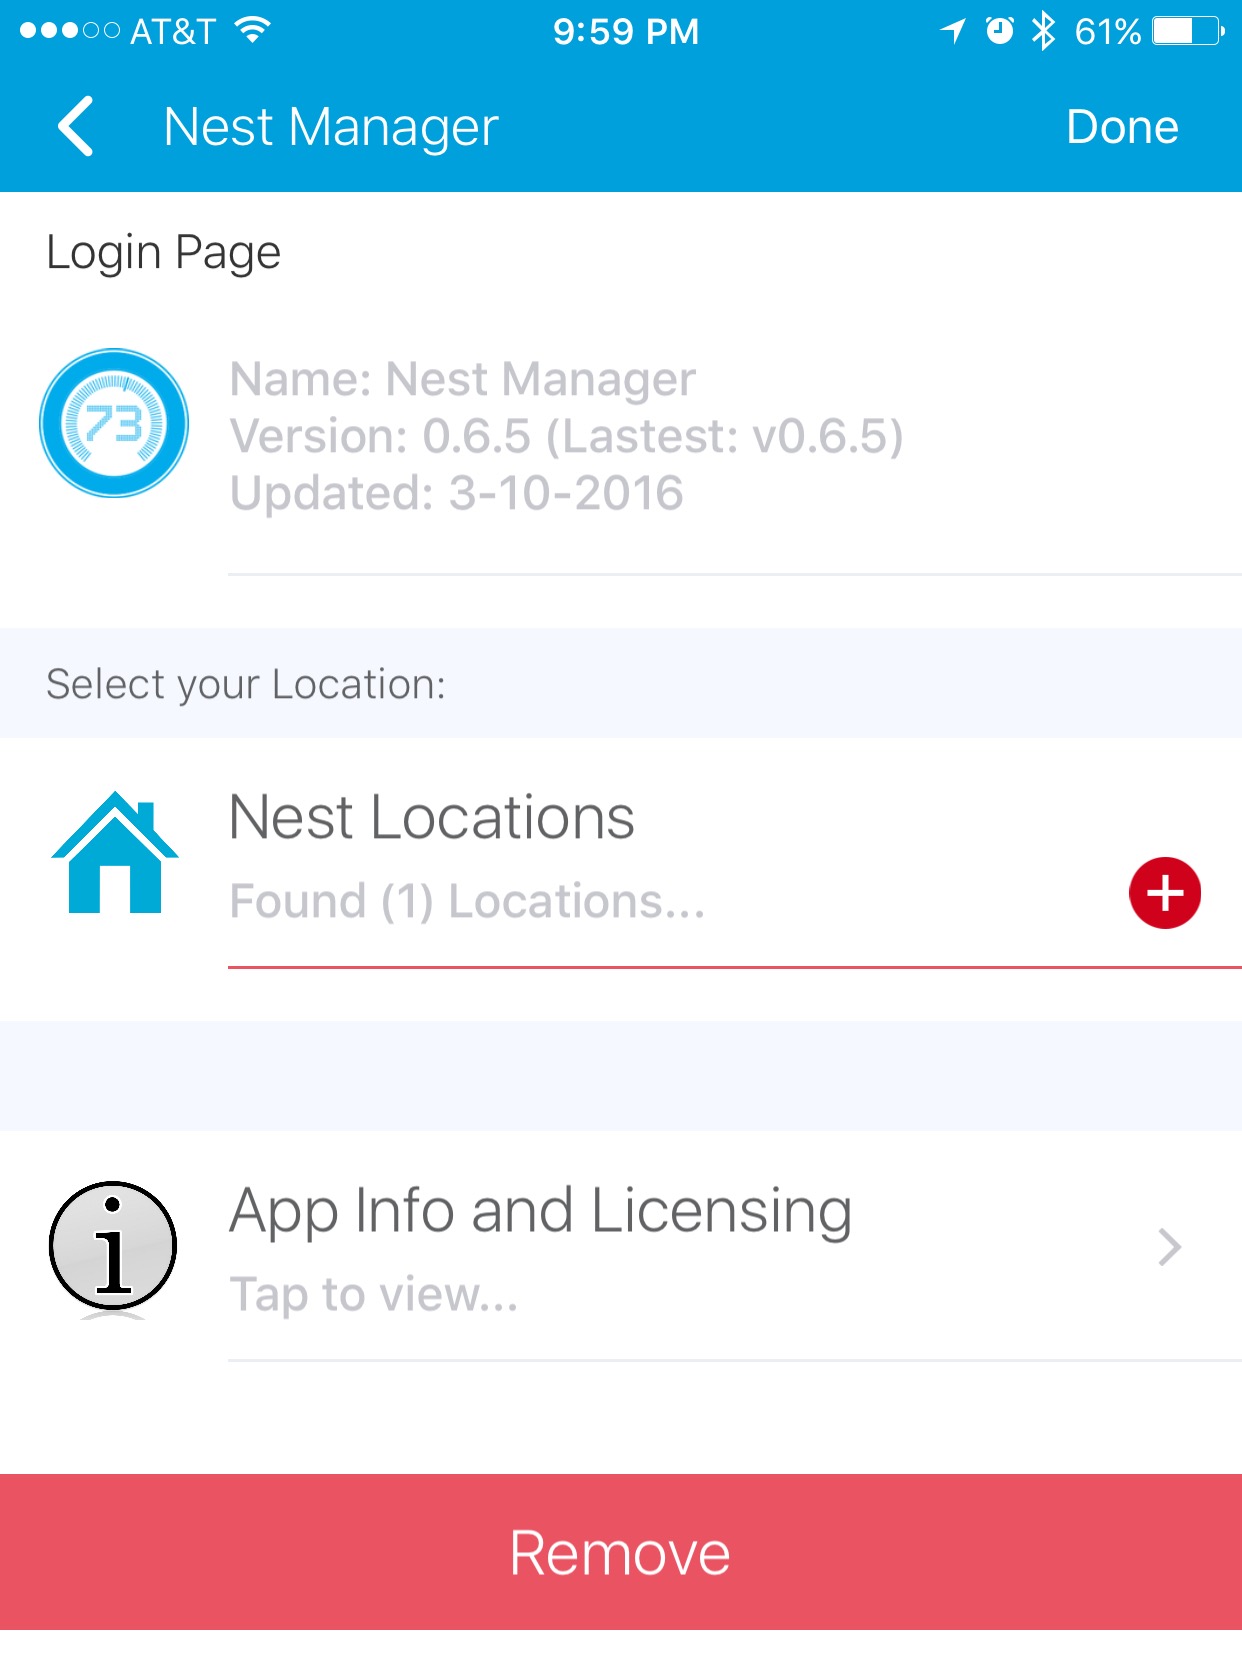 AT&T 9:59 PM 61%
Nest Manager Done
Login Page
73
Name: Nest Manager
Version: 0.6.5 (Lastest: v0.6.5)
Updated: 3-10-2016
Select your Location:
Nest Locations
Found (1) Locations...
App Info and Licensing
Tap to view...
Remove